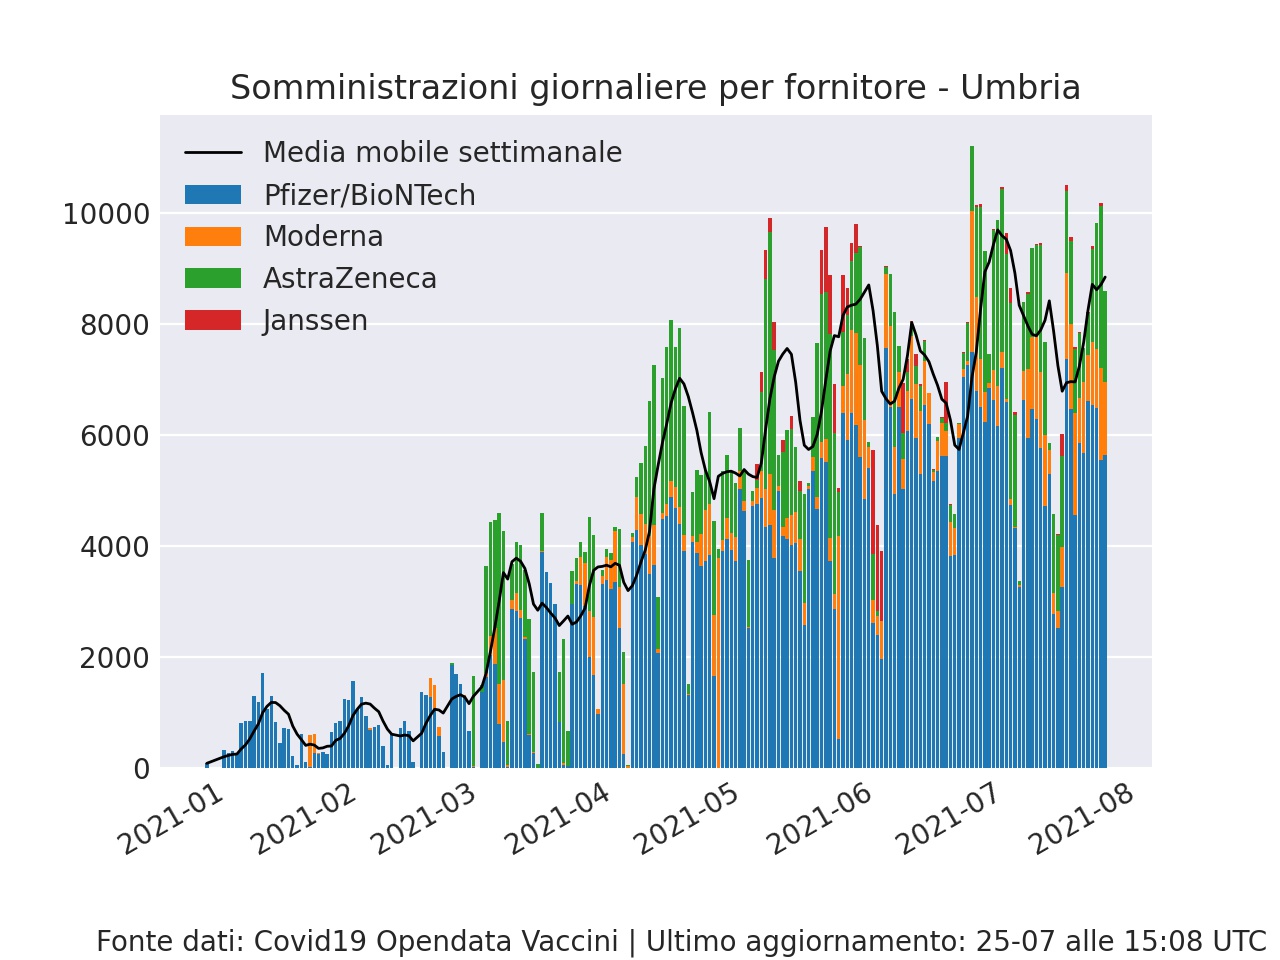 Somministrazioni giornaliere per fornitore - Umbria
Media mobile settimanale
Pfizer/BioNTech
Moderna
AstraZeneca
Janssen
10000
8000
6000
4000
2000
0
2021-01 2021-02 2021-03 2021-04 2021-05 2021-06 2021-07 2021-08
Fonte dati: Covid19 Opendata Vaccini | Ultimo aggiornamento: 25-07 alle 15:08 UTC